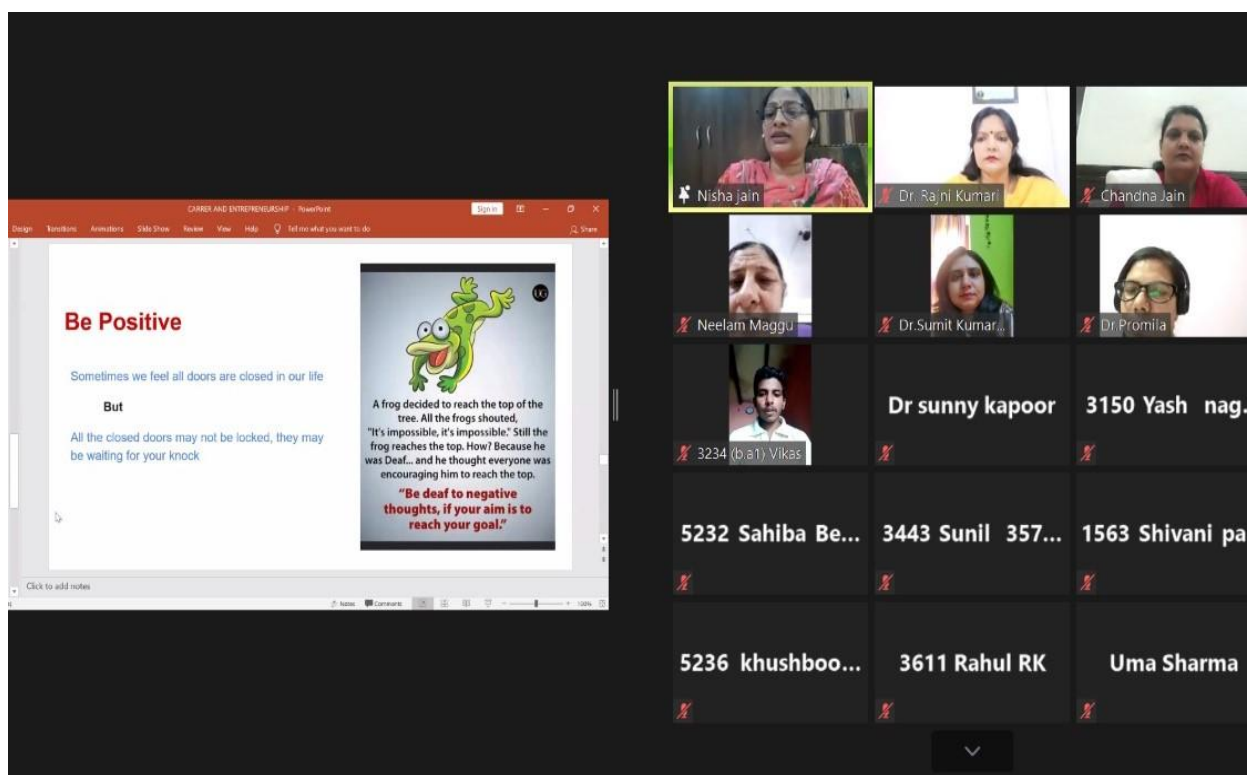 CARRER AND ENTREPRENEURSHIP - PowerPoint
Sign in
Design Transitions Animations Slide Show Review View Help Tell me what you want to do
Share
Be Positive
Sometimes we feel all doors are closed in our life
But
All the closed doors may not be locked, they may
be waiting for your knock
UG
A frog decided to reach the top of the
tree. All the frogs shouted,
"It's impossible, it's impossible." Still the
frog reaches the top. How? Because he
was Deaf... and he thought everyone was
encouraging him to reach the top.
"Be deaf to negative
thoughts, if your aim is to
reach your goal."
Click to add notes
Notes Comments
100%
Nisha jain
Dr. Rajni Kumari
Chandna Jain
Neelam Maggu
Dr.Sumit Kumar...
Dr.Promila
3234 (b.a1) Vikas
Dr sunny kapoor
3150 Yash nag.
5232 Sahiba Be...
3443 Sunil 357...
1563 Shivani pa
5236 khushboo...
3611 Rahul RK
Uma Sharma